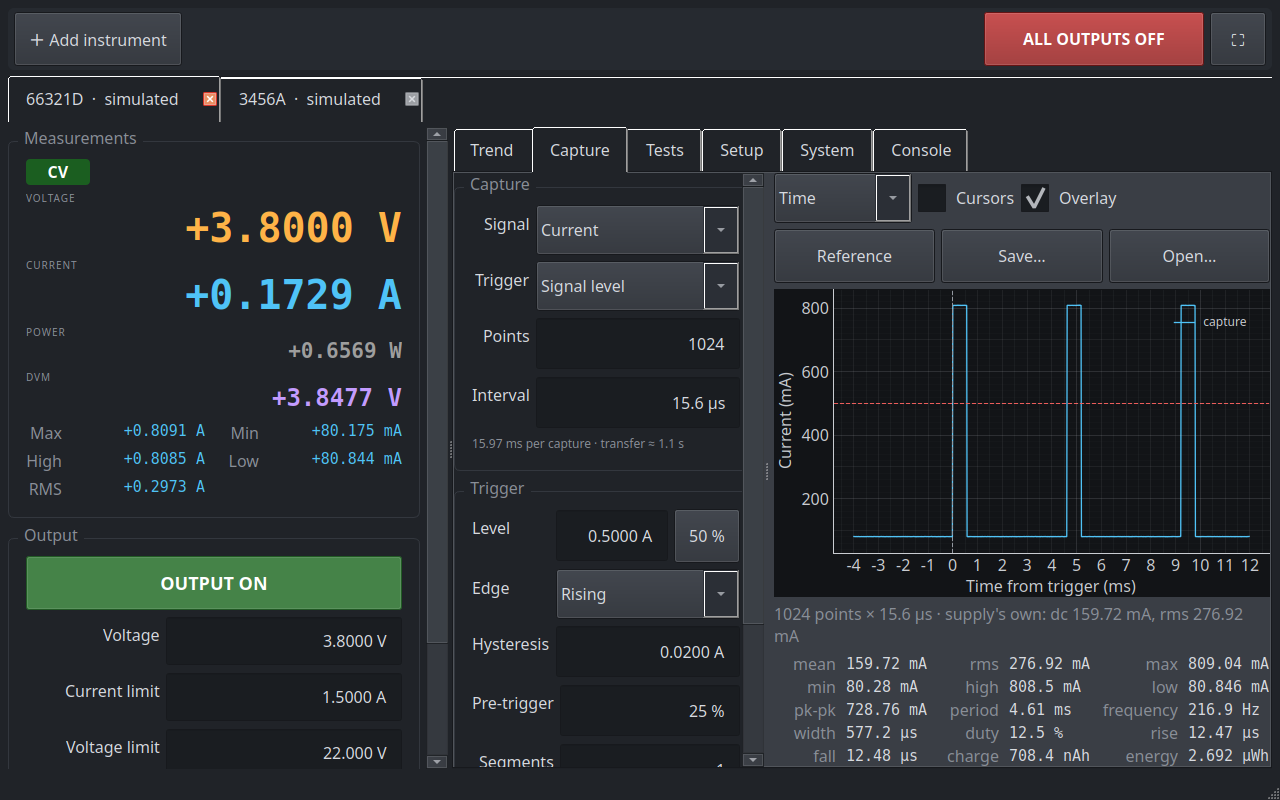 + Add instrument
ALL OUTPUTS OFF
66321D · simulated
3456A · simulated
Measurements
CV
VOLTAGE
+3.8000 V
CURRENT
+0.1729 A
POWER
+0.6569 W
DVM
+3.8477 V
Max +0.8091 A Min +80.175 mA
High +0.8085 A Low +80.844 mA
RMS +0.2973 A
Output
OUTPUT ON
Voltage 3.8000 V
Current limit 1.5000 A
Voltage limit 22.000 V
Trend Capture Tests Setup System Console
Capture
Signal Current
Trigger Signal level
Points 1024
Interval 15.6 µs
15.97 ms per capture · transfer ≈ 1.1 s
Trigger
Level 0.5000 A 50 %
Edge Rising
Hysteresis 0.0200 A
Pre-trigger 25 %
Segments 1
Time Cursors Overlay
Reference Save... Open...
800
600
400
200
Current (mA)
capture
-4 -3 -2 -1 0 1 2 3 4 5 6 7 8 9 10 11 12
Time from trigger (ms)
1024 points × 15.6 µs · supply's own: dc 159.72 mA, rms 276.92
mA
mean 159.72 mA rms 276.92 mA max 809.04 mA
min 80.28 mA high 808.5 mA low 80.846 mA
pk-pk 728.76 mA period 4.61 ms frequency 216.9 Hz
width 577.2 µs duty 12.5 % rise 12.47 µs
fall 12.48 µs charge 708.4 nAh energy 2.692 µWh